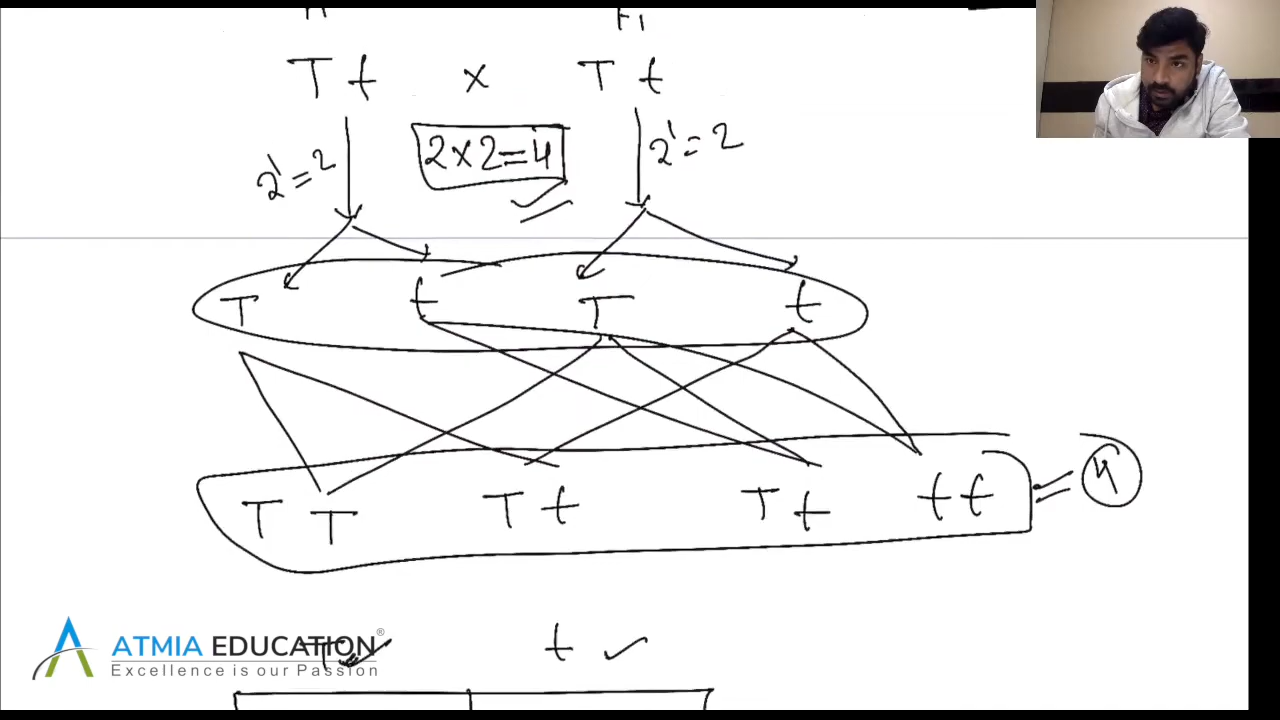 F1
T t × T t
2¹=2 2×2=4 2¹=2
T t T t
T T T t T t t t = 4
T t
ATMIA EDUCATION®
Excellence is our Passion